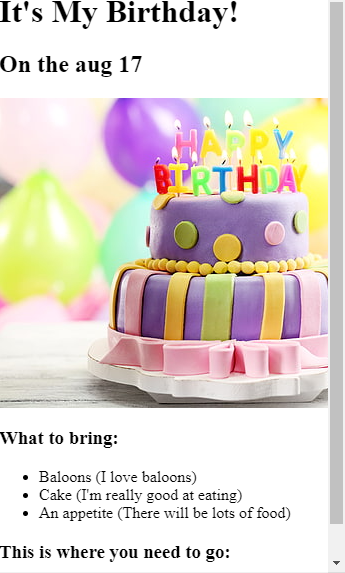 It's My Birthday!
On the aug 17
HAPPY
BIRTHDAY
What to bring:
Baloons (I love baloons)
Cake (I'm really good at eating)
An appetite (There will be lots of food)
This is where you need to go: